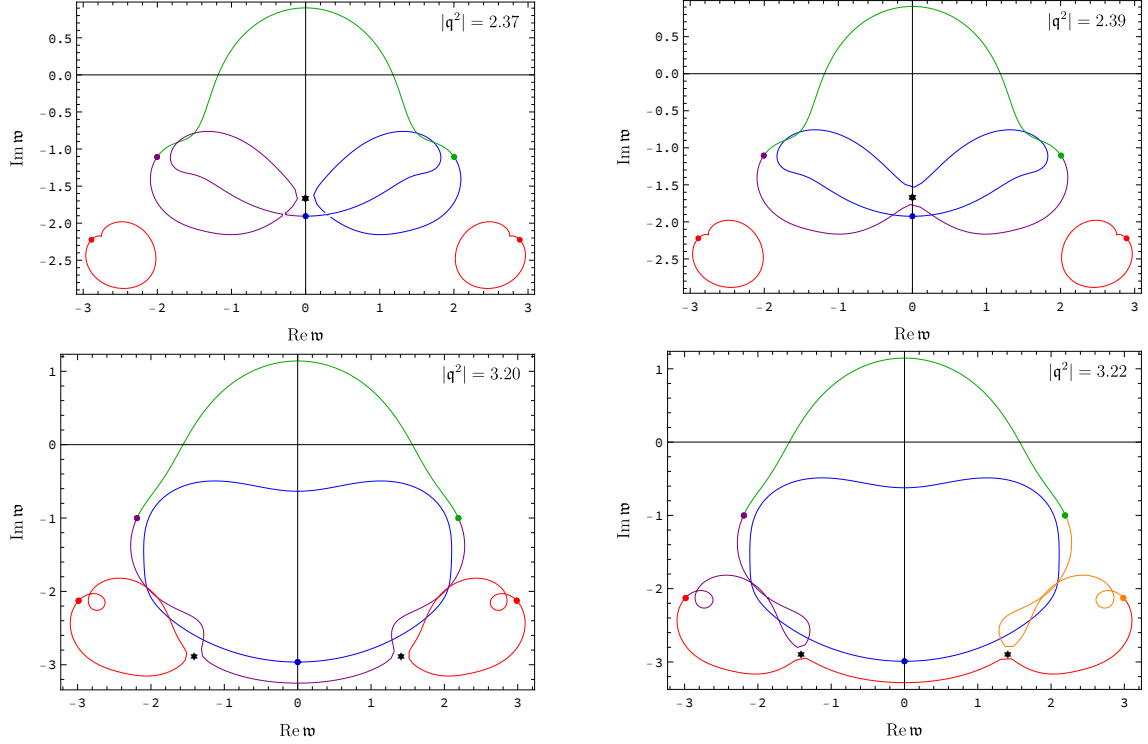 |𝔮²| = 2.37
0.5
0.0
−0.5
−1.0
−1.5
−2.0
−2.5
Im 𝔴
−3 −2 −1 0 1 2 3
Re 𝔴
|𝔮²| = 2.39
0.5
0.0
−0.5
−1.0
−1.5
−2.0
−2.5
Im 𝔴
−3 −2 −1 0 1 2 3
Re 𝔴
|𝔮²| = 3.20
1
0
−1
−2
−3
Im 𝔴
−3 −2 −1 0 1 2 3
Re 𝔴
|𝔮²| = 3.22
1
0
−1
−2
−3
Im 𝔴
−3 −2 −1 0 1 2 3
Re 𝔴